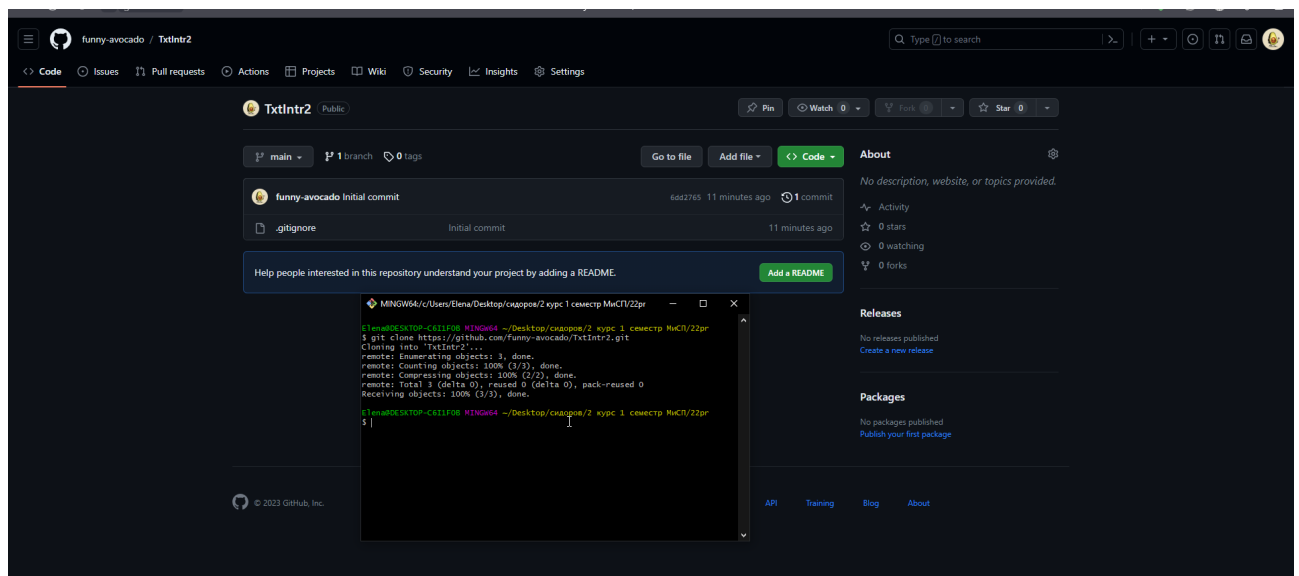 funny-avocado / TxtIntr2
Type / to search
Code Issues Pull requests Actions Projects Wiki Security Insights Settings
TxtIntr2 Public
Pin Watch 0 Fork 0 Star 0
main 1 branch 0 tags Go to file Add file Code
funny-avocado Initial commit 6dd2765 11 minutes ago 1 commit
.gitignore Initial commit 11 minutes ago
Help people interested in this repository understand your project by adding a README. Add a README
About
No description, website, or topics provided.
Activity
0 stars
0 watching
0 forks
Releases
No releases published
Create a new release
Packages
No packages published
Publish your first package
MINGW64:/c/Users/Elena/Desktop/сидоров/2 курс 1 семестр МиСП/22pr
Elena@DESKTOP-C6I1FOB MINGW64 ~/Desktop/сидоров/2 курс 1 семестр МиСП/22pr
$ git clone https://github.com/funny-avocado/TxtIntr2.git
Cloning into 'TxtIntr2'...
remote: Enumerating objects: 3, done.
remote: Counting objects: 100% (3/3), done.
remote: Compressing objects: 100% (2/2), done.
remote: Total 3 (delta 0), reused 0 (delta 0), pack-reused 0
Receiving objects: 100% (3/3), done.
Elena@DESKTOP-C6I1FOB MINGW64 ~/Desktop/сидоров/2 курс 1 семестр МиСП/22pr
$
© 2023 GitHub, Inc. API Training Blog About